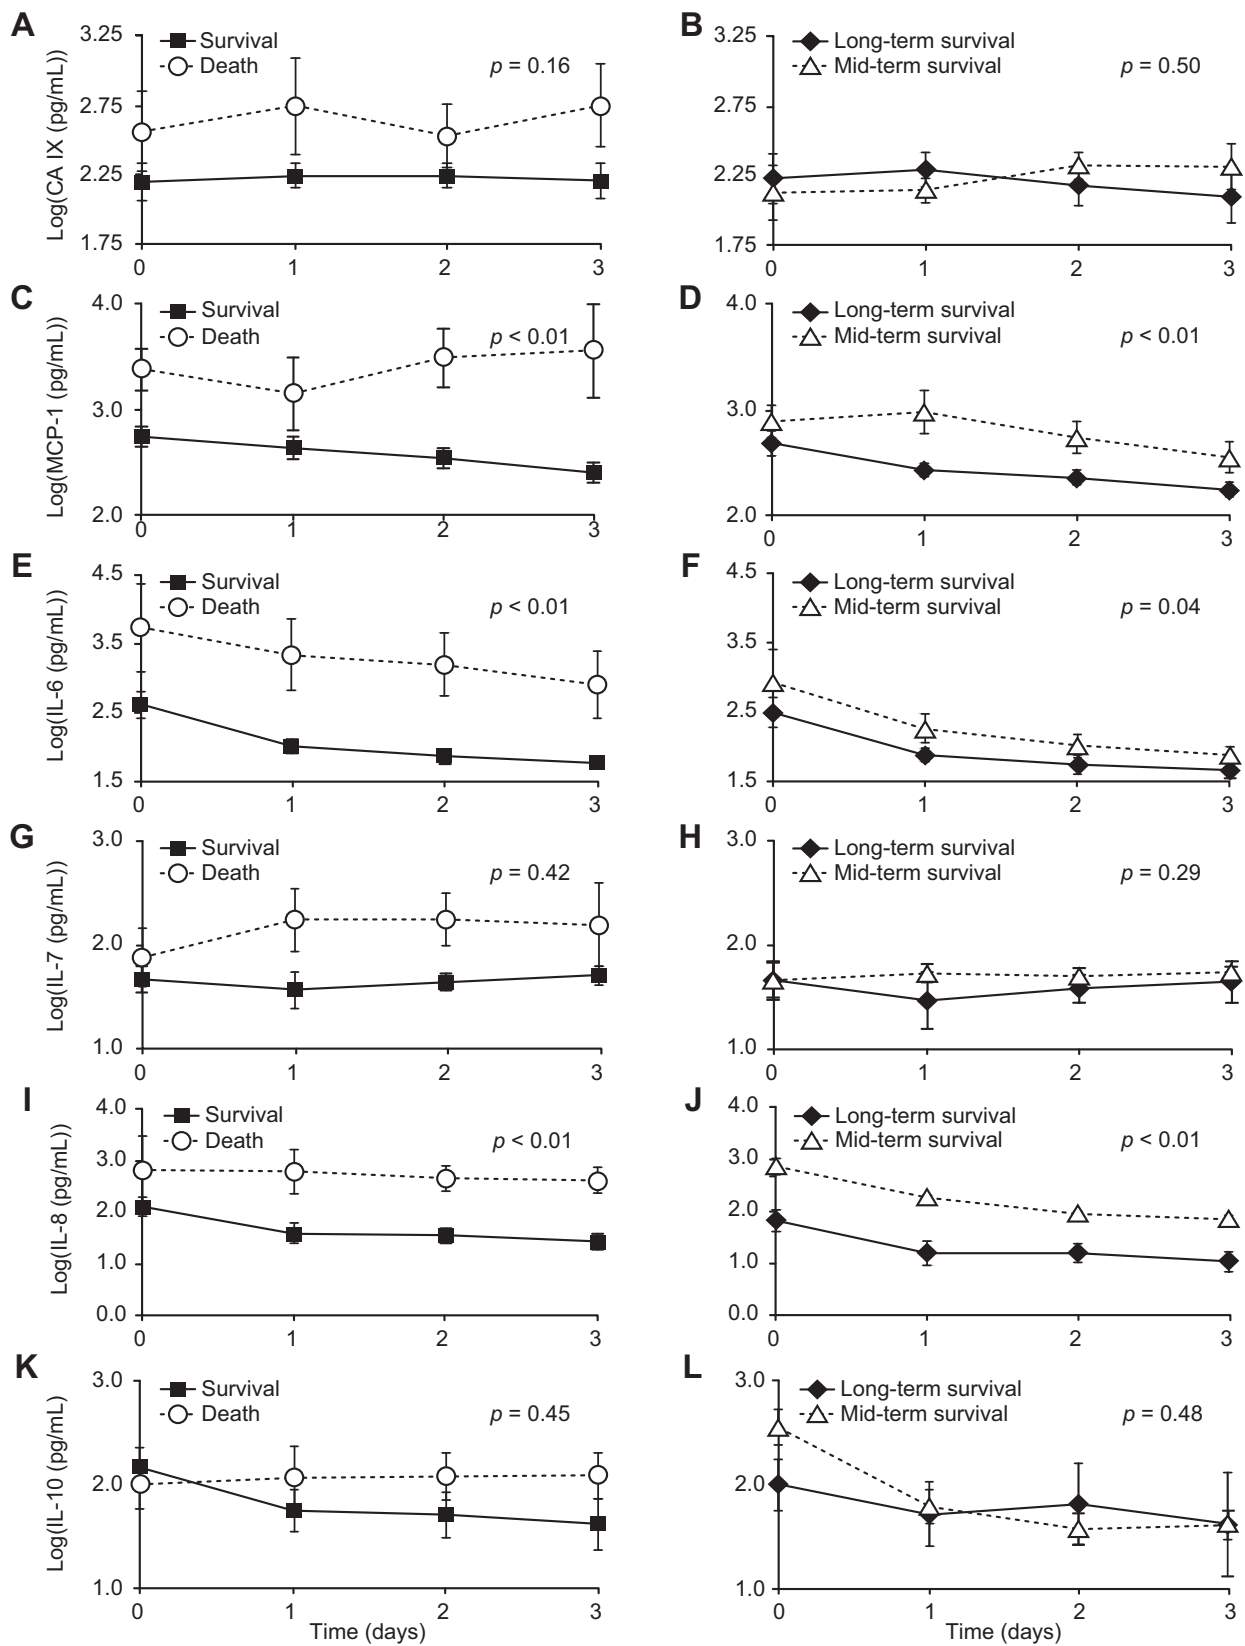 A
3.25
2.75
2.25
1.75
Log(CA IX (pg/mL))
Survival
Death
p = 0.16
0 1 2 3
B
3.25
2.75
2.25
1.75
Long-term survival
Mid-term survival
p = 0.50
0 1 2 3
C
4.0
3.0
2.0
Log(MCP-1 (pg/mL))
Survival
Death
p < 0.01
0 1 2 3
D
4.0
3.0
2.0
Long-term survival
Mid-term survival
p < 0.01
0 1 2 3
E
4.5
3.5
2.5
1.5
Log(IL-6 (pg/mL))
Survival
Death
p < 0.01
0 1 2 3
F
4.5
3.5
2.5
1.5
Long-term survival
Mid-term survival
p = 0.04
0 1 2 3
G
3.0
2.0
1.0
Log(IL-7 (pg/mL))
Survival
Death
p = 0.42
0 1 2 3
H
3.0
2.0
1.0
Long-term survival
Mid-term survival
p = 0.29
0 1 2 3
I
4.0
3.0
2.0
1.0
0.0
Log(IL-8 (pg/mL))
Survival
Death
p < 0.01
0 1 2 3
J
4.0
3.0
2.0
1.0
0.0
Long-term survival
Mid-term survival
p < 0.01
0 1 2 3
K
3.0
2.0
1.0
Log(IL-10 (pg/mL)
Survival
Death
p = 0.45
0 1 2 3
Time (days)
L
3.0
2.0
1.0
Long-term survival
Mid-term survival
p = 0.48
0 1 2 3
Time (days)